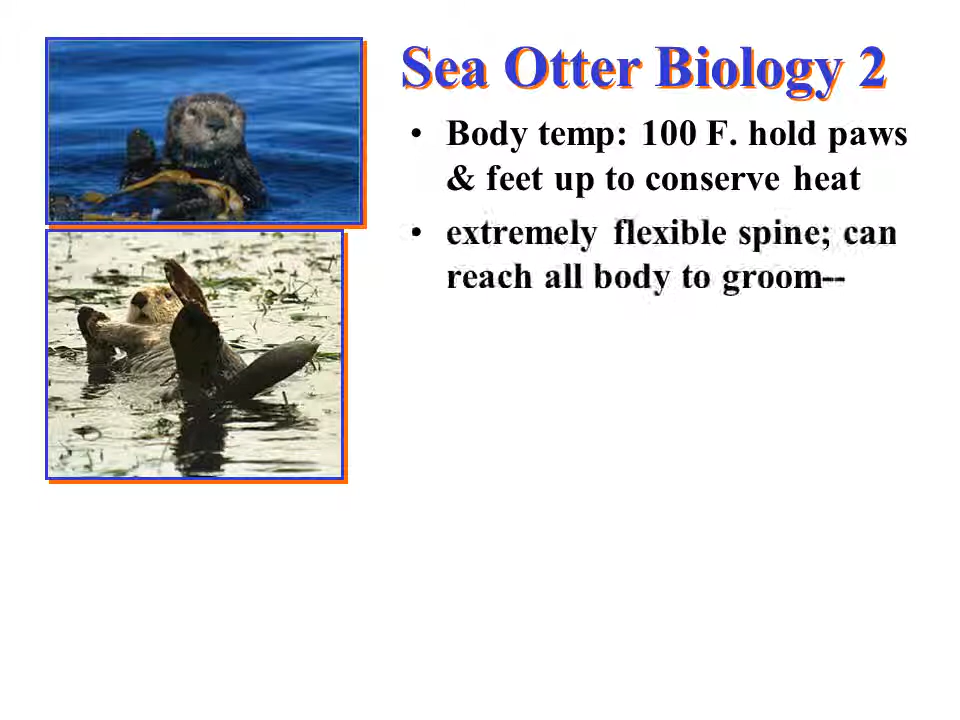 Sea Otter Biology 2
• Body temp: 100 F. hold paws
& feet up to conserve heat
• extremely flexible spine; can
reach all body to groom--